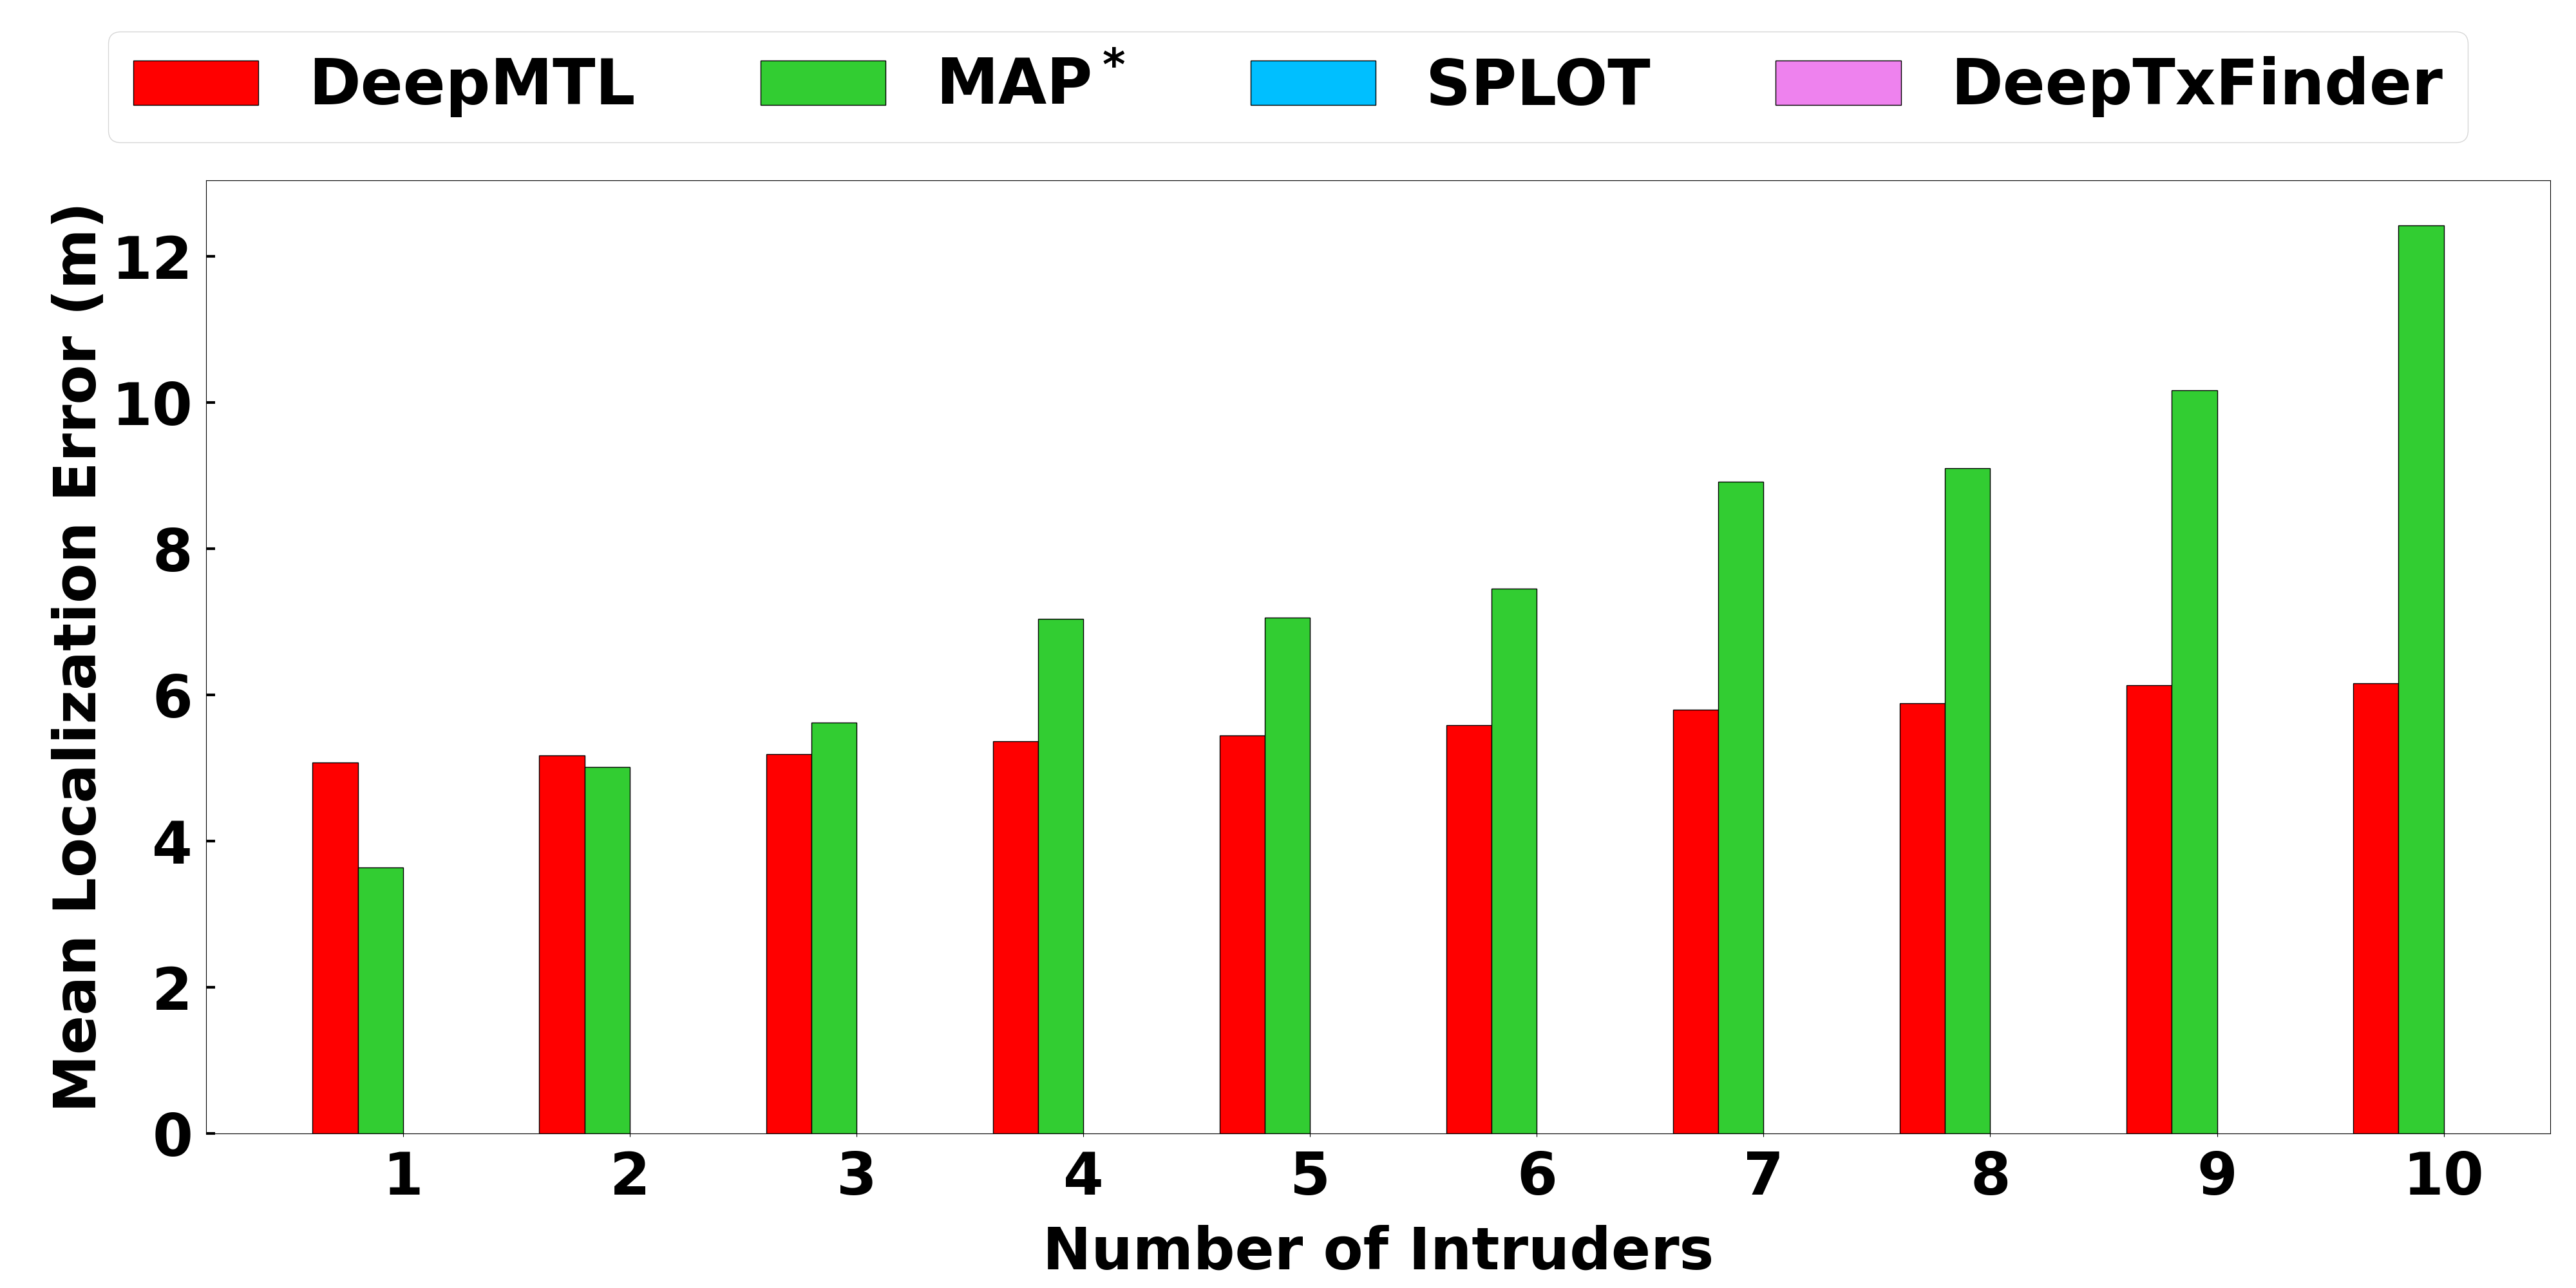 DeepMTL MAP* SPLOT DeepTxFinder
Mean Localization Error (m)
12
10
8
6
4
2
0
1 2 3 4 5 6 7 8 9 10
Number of Intruders